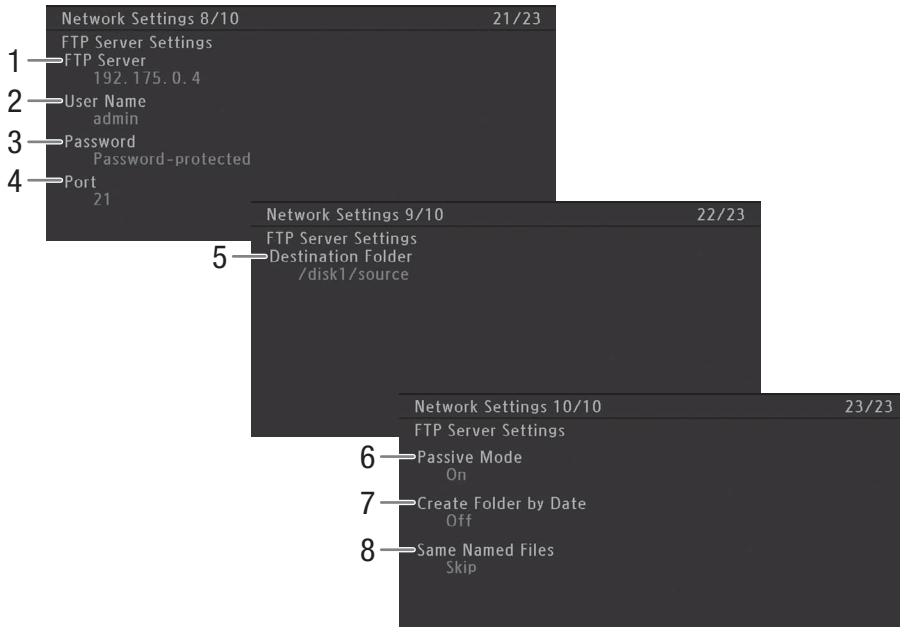 Network Settings 8/10 21/23
FTP Server Settings
1 FTP Server
192.175.0.4
2 User Name
admin
3 Password
Password-protected
4 Port
21
Network Settings 9/10 22/23
FTP Server Settings
5 Destination Folder
/disk1/source
Network Settings 10/10 23/23
FTP Server Settings
6 Passive Mode
On
7 Create Folder by Date
Off
8 Same Named Files
Skip